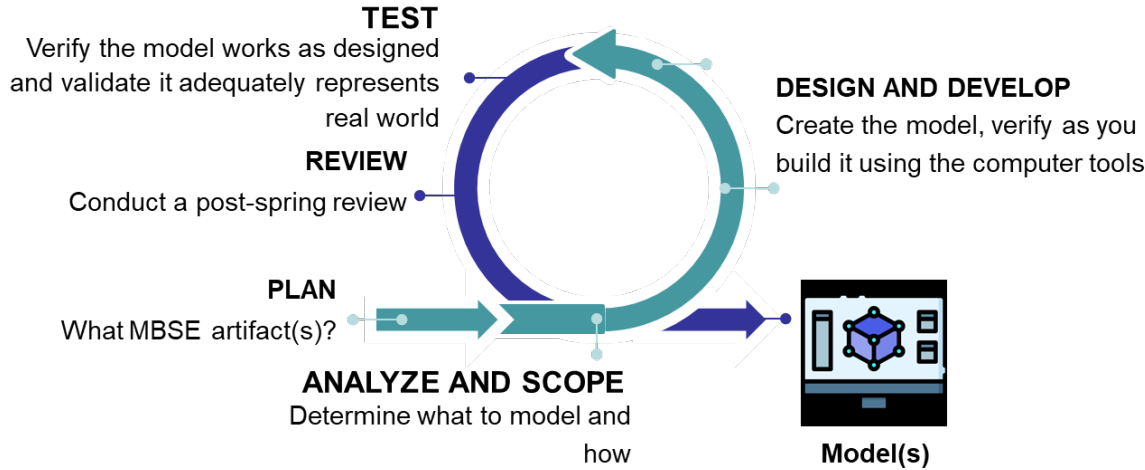 TEST
Verify the model works as designed
and validate it adequately represents
real world
REVIEW
Conduct a post-spring review
PLAN
What MBSE artifact(s)?
ANALYZE AND SCOPE
Determine what to model and
how
DESIGN AND DEVELOP
Create the model, verify as you
build it using the computer tools
Model(s)